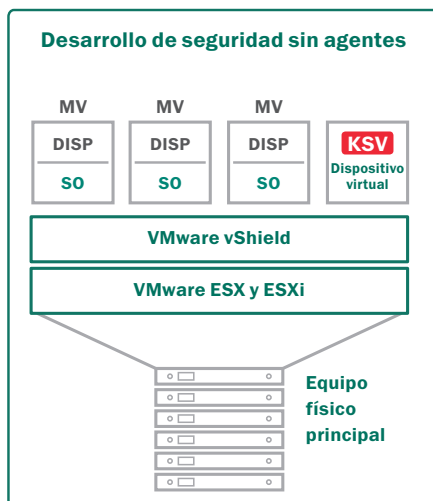 Desarrollo de seguridad sin agentes
MV MV MV
DISP DISP DISP KSV
SO SO SO Dispositivo
virtual
VMware vShield
VMware ESX y ESXi
Equipo
físico
principal